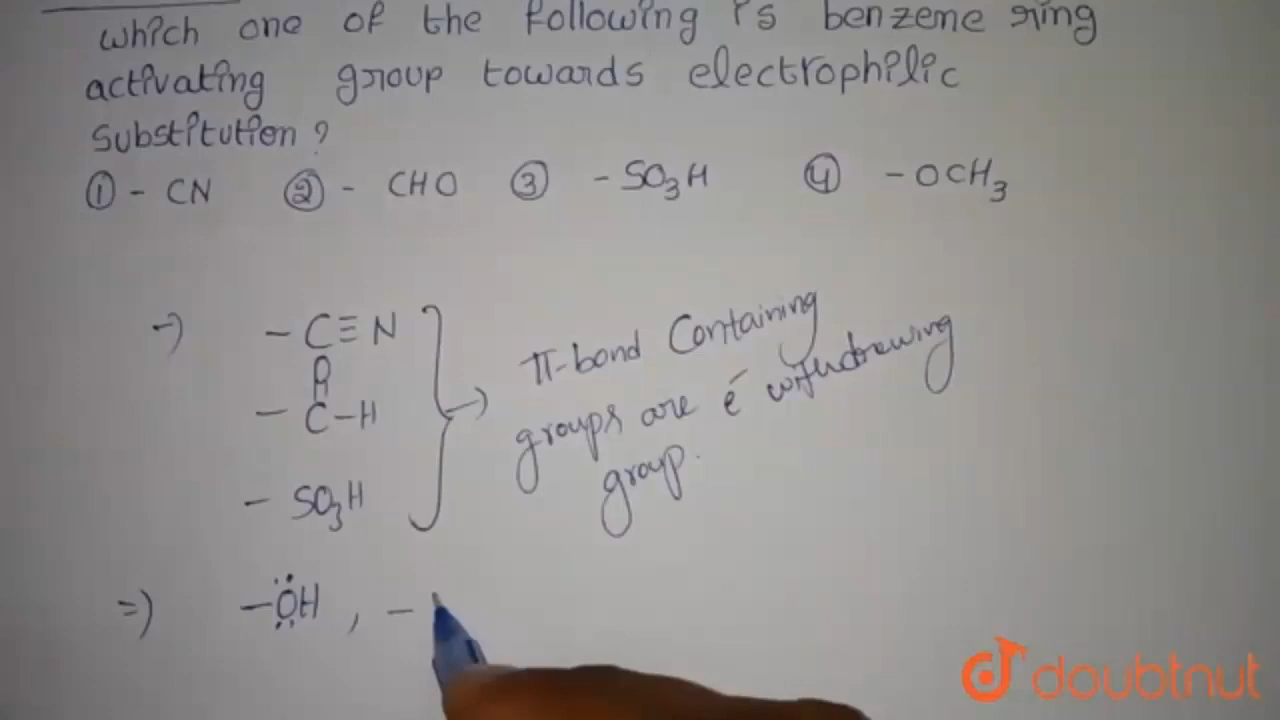 which one of the following is benzene ring
activating group towards electrophilic
substitution?
① - CN ② - CHO ③ - SO3H ④ - OCH3
-) - C≡N
O
- C-H
- SO3H
-) π-bond Containing
groups are e⁻ withdrawing
group.
=) - OH , -
doubtnut